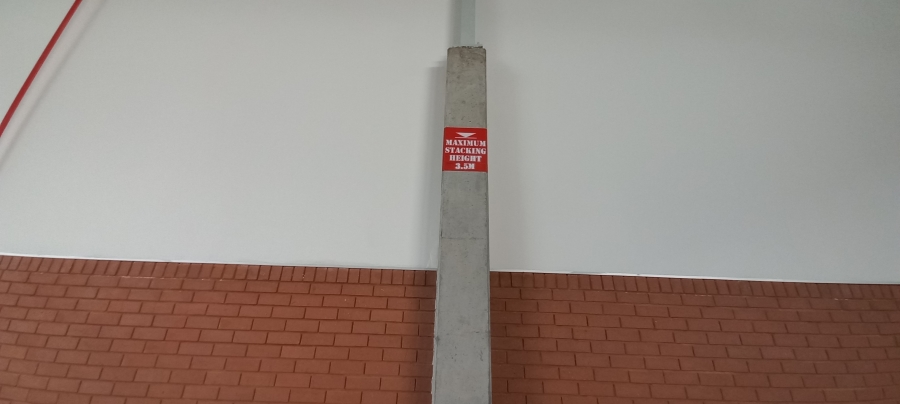 MAXIMUM
STACKING
HEIGHT
3.5M